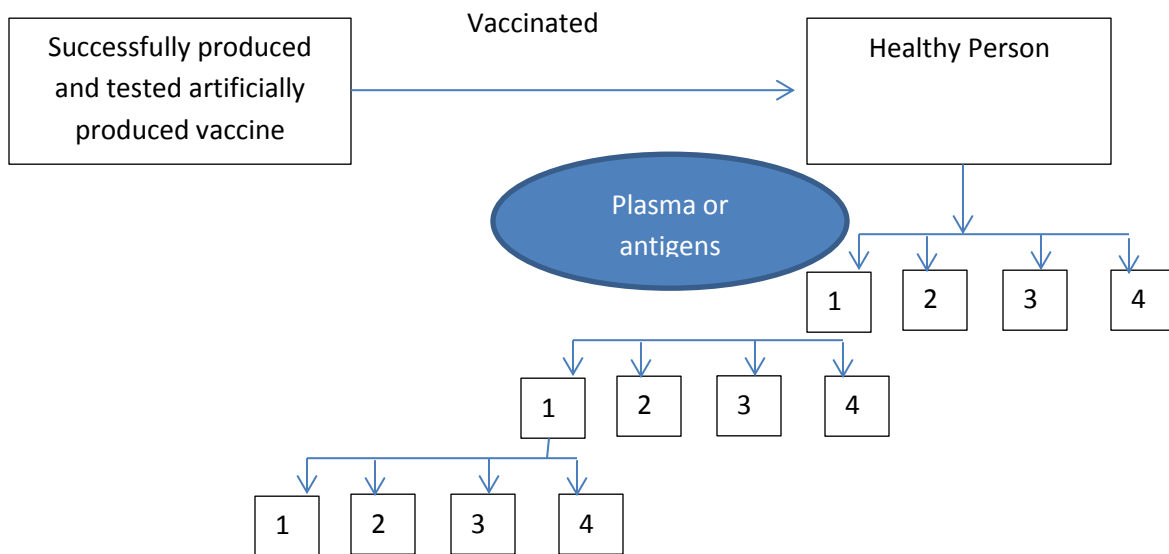 Vaccinated
Successfully produced
and tested artificially
produced vaccine
Healthy Person
Plasma or
antigens
1 2 3 4
1 2 3 4
1 2 3 4